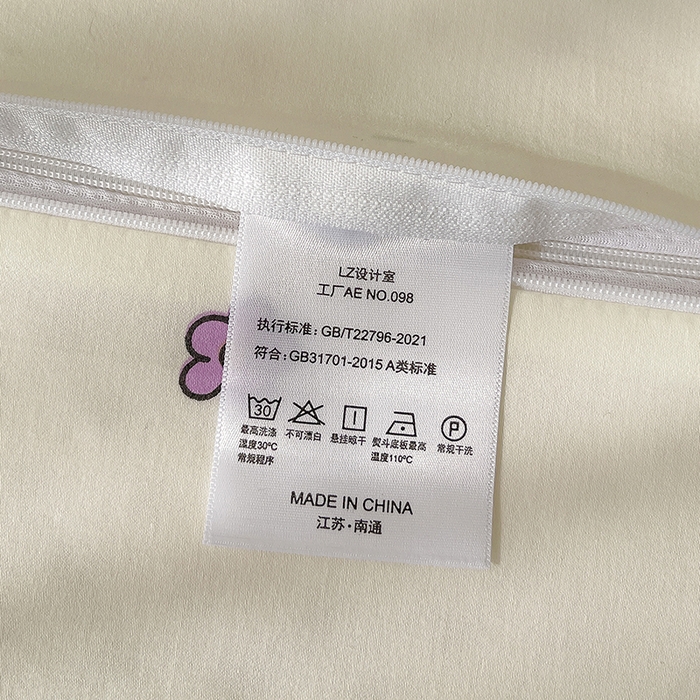 LZ设计室
工厂AE NO.098
执行标准：GB/T22796-2021
符合：GB31701-2015 A类标准
30 P
最高洗涤 不可漂白 悬挂晾干 熨斗底板最高 常规干洗
温度30℃ 温度110℃
常规程序
MADE IN CHINA
江苏·南通